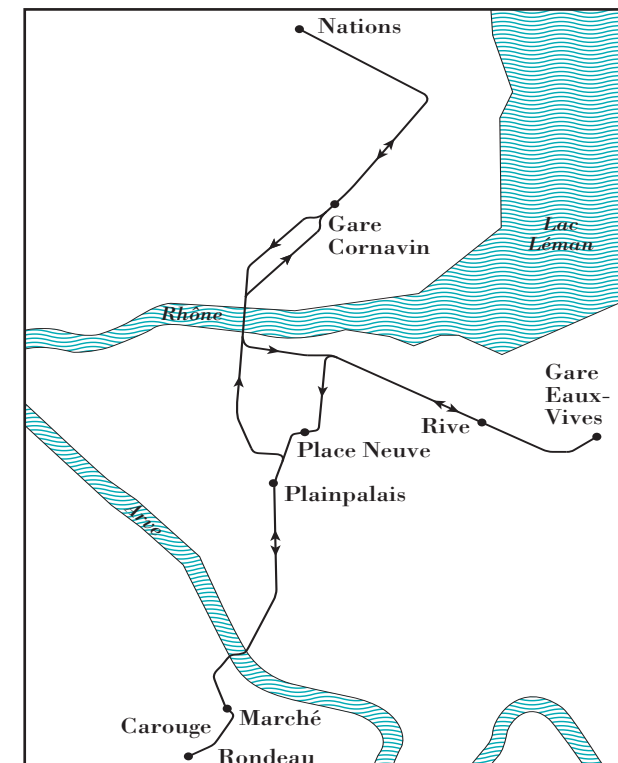 Nations
Gare
Cornavin
Lac
Léman
Rhône
Gare
Eaux-
Vives
Rive
Place Neuve
Plainpalais
Arve
Marché
Carouge
Rondeau